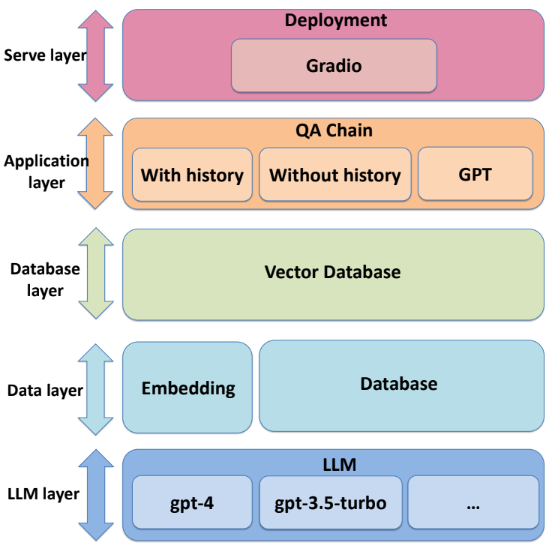 Deployment
Serve layer
Gradio
QA Chain
Application
layer
With history
Without history
GPT
Database
layer
Vector Database
Data layer
Embedding
Database
LLM
LLM layer
gpt-4
gpt-3.5-turbo
...